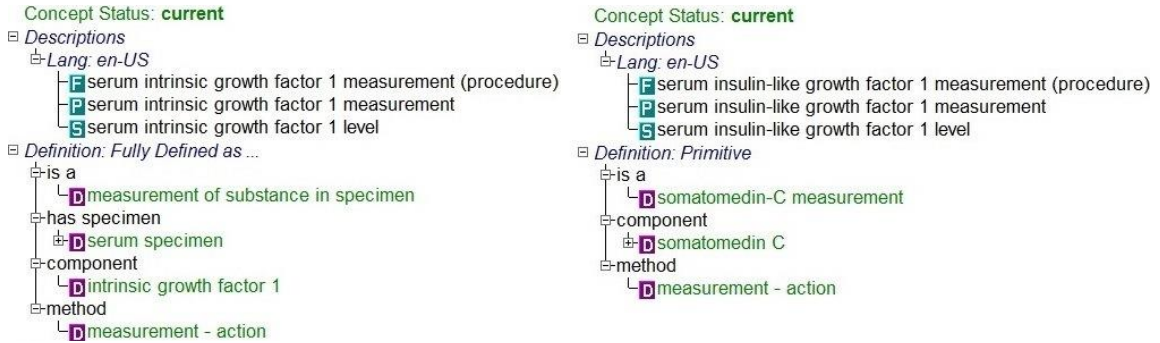 Concept Status: current
Descriptions
Lang: en-US
F serum intrinsic growth factor 1 measurement (procedure)
P serum intrinsic growth factor 1 measurement
S serum intrinsic growth factor 1 level
Definition: Fully Defined as ...
is a
D measurement of substance in specimen
has specimen
D serum specimen
component
D intrinsic growth factor 1
method
D measurement - action
Concept Status: current
Descriptions
Lang: en-US
F serum insulin-like growth factor 1 measurement (procedure)
P serum insulin-like growth factor 1 measurement
S serum insulin-like growth factor 1 level
Definition: Primitive
is a
D somatomedin-C measurement
component
D somatomedin C
method
D measurement - action